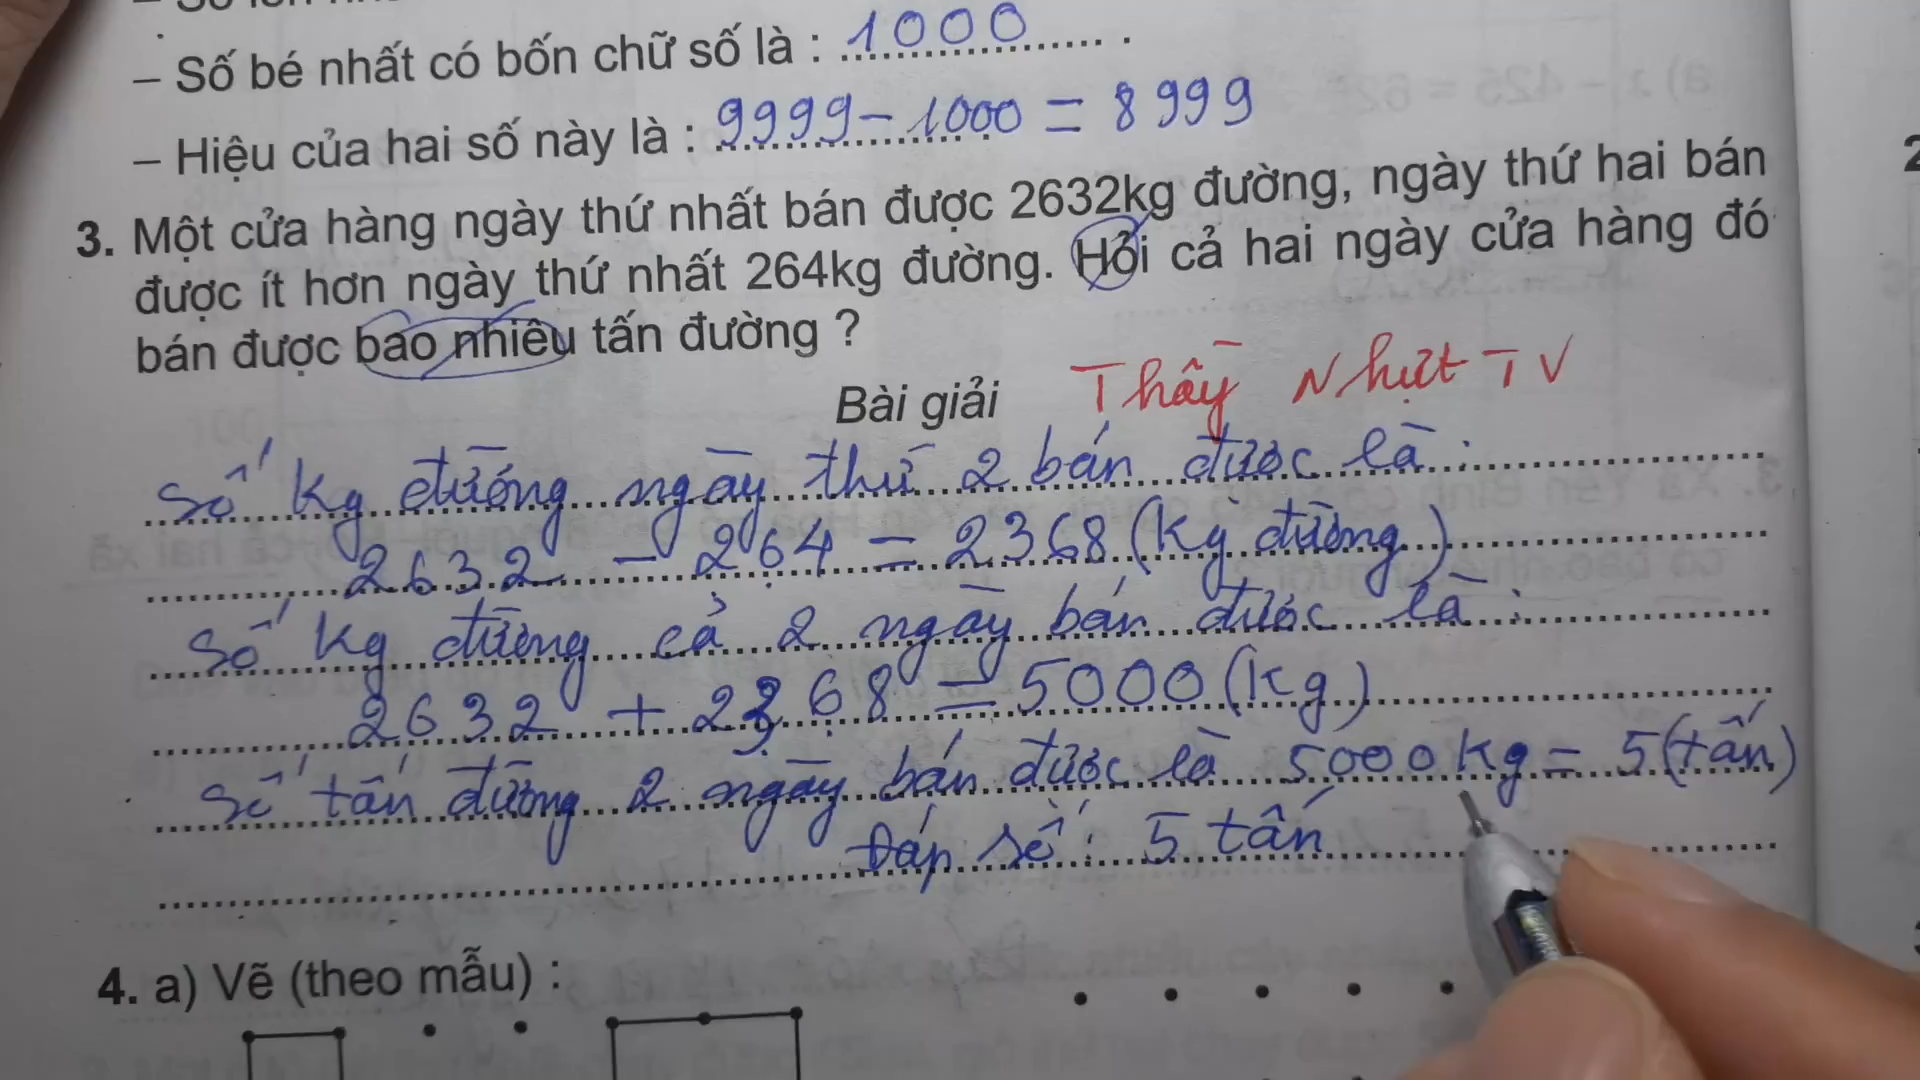 – Số bé nhất có bốn chữ số là : 1000 .
– Hiệu của hai số này là : 9999 – 1000 = 8999
3. Một cửa hàng ngày thứ nhất bán được 2632kg đường, ngày thứ hai bán
được ít hơn ngày thứ nhất 264kg đường. Hỏi cả hai ngày cửa hàng đó
bán được bao nhiêu tấn đường ?
Bài giải Thầy Nhựt TV
Số kg đường ngày thứ 2 bán được là :
2632 – 264 = 2368 (kg đường)
Số kg đường cả 2 ngày bán được là :
2632 + 2368 = 5000 (kg)
Số tấn đường 2 ngày bán được là 5000kg = 5 (tấn)
Đáp số : 5 tấn
4. a) Vẽ (theo mẫu) :